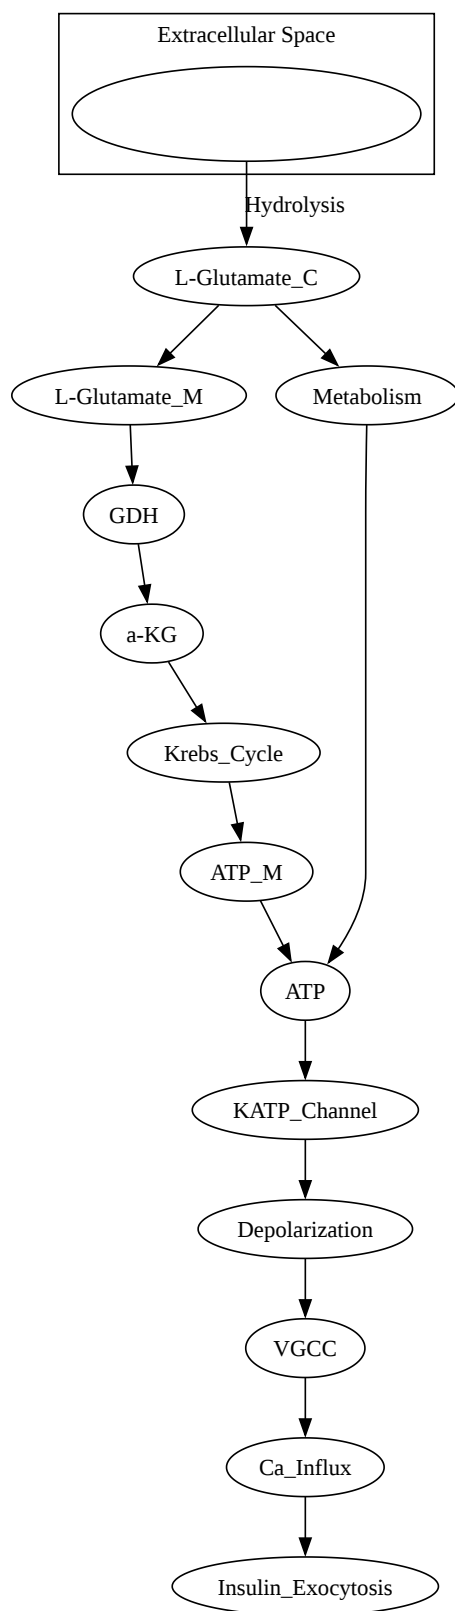 Extracellular Space
Hydrolysis
L-Glutamate_C
L-Glutamate_M
Metabolism
GDH
a-KG
Krebs_Cycle
ATP_M
ATP
KATP_Channel
Depolarization
VGCC
Ca_Influx
Insulin_Exocytosis